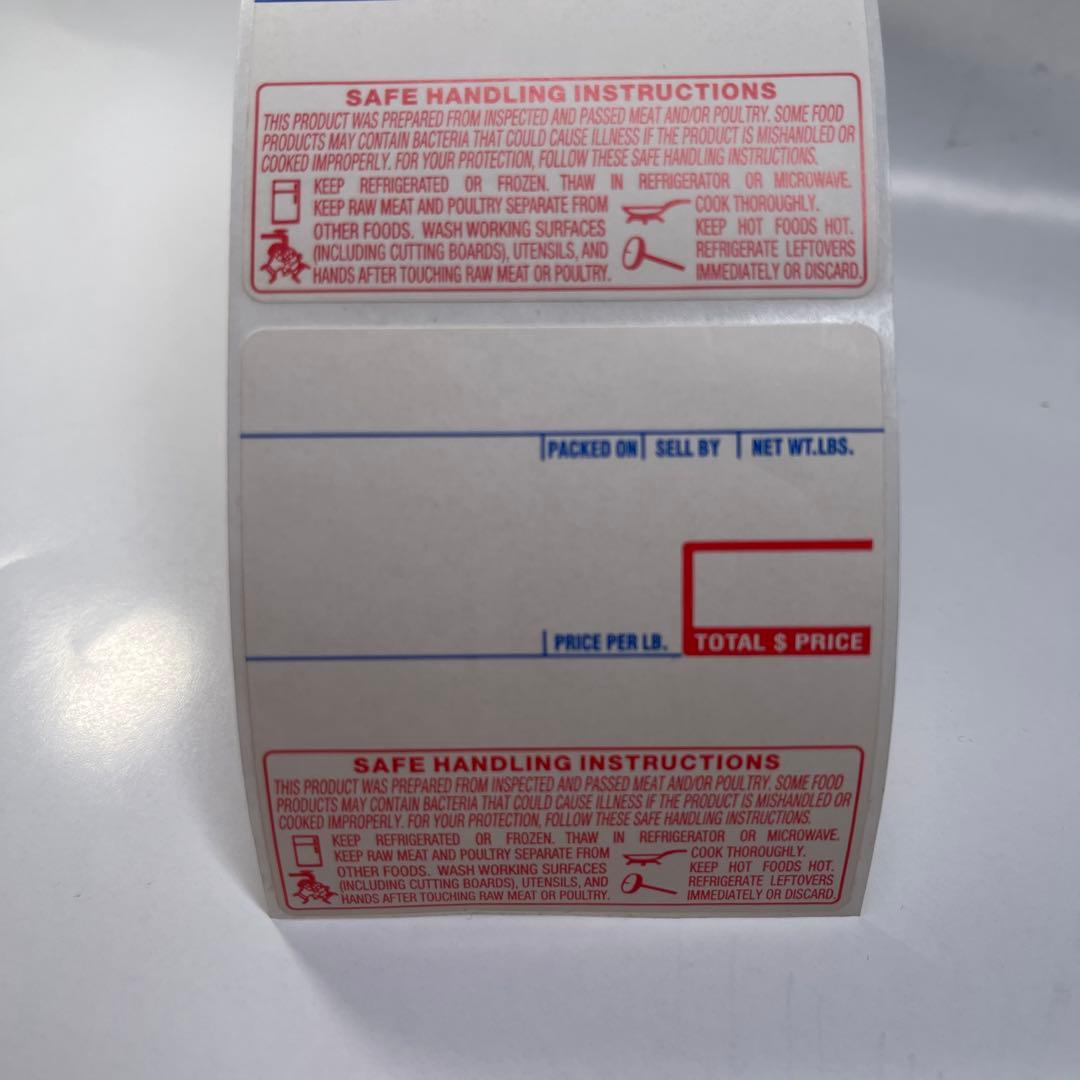 SAFE HANDLING INSTRUCTIONS
THIS PRODUCT WAS PREPARED FROM INSPECTED AND PASSED MEAT AND/OR POULTRY. SOME FOOD
PRODUCTS MAY CONTAIN BACTERIA THAT COULD CAUSE ILLNESS IF THE PRODUCT IS MISHANDLED OR
COOKED IMPROPERLY. FOR YOUR PROTECTION, FOLLOW THESE SAFE HANDLING INSTRUCTIONS.
KEEP REFRIGERATED OR FROZEN. THAW IN REFRIGERATOR OR MICROWAVE.
KEEP RAW MEAT AND POULTRY SEPARATE FROM
OTHER FOODS. WASH WORKING SURFACES
(INCLUDING CUTTING BOARDS), UTENSILS, AND
HANDS AFTER TOUCHING RAW MEAT OR POULTRY.
COOK THOROUGHLY.
KEEP HOT FOODS HOT.
REFRIGERATE LEFTOVERS
IMMEDIATELY OR DISCARD.
PACKED ON SELL BY NET WT.LBS.
PRICE PER LB. TOTAL $ PRICE
SAFE HANDLING INSTRUCTIONS
THIS PRODUCT WAS PREPARED FROM INSPECTED AND PASSED MEAT AND/OR POULTRY. SOME FOOD
PRODUCTS MAY CONTAIN BACTERIA THAT COULD CAUSE ILLNESS IF THE PRODUCT IS MISHANDLED OR
COOKED IMPROPERLY. FOR YOUR PROTECTION, FOLLOW THESE SAFE HANDLING INSTRUCTIONS.
KEEP REFRIGERATED OR FROZEN. THAW IN REFRIGERATOR OR MICROWAVE.
KEEP RAW MEAT AND POULTRY SEPARATE FROM
OTHER FOODS. WASH WORKING SURFACES
(INCLUDING CUTTING BOARDS), UTENSILS, AND
HANDS AFTER TOUCHING RAW MEAT OR POULTRY.
COOK THOROUGHLY.
KEEP HOT FOODS HOT.
REFRIGERATE LEFTOVERS
IMMEDIATELY OR DISCARD.